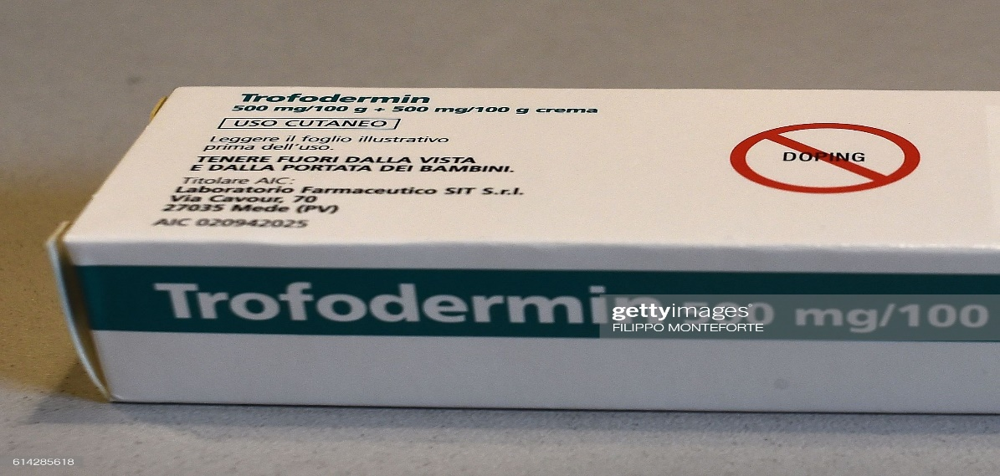 Trofodermin
500 mg/100 g + 500 mg/100 g crema
USO CUTANEO
Leggere il foglio illustrativo
prima dell'uso.
TENERE FUORI DALLA VISTA
E DALLA PORTATA DEI BAMBINI.
Titolare AIC:
Laboratorio Farmaceutico SIT S.r.l.
Via Cavour, 70
27035 Mede (PV)
AIC 020942025
DOPING
Trofodermin 500 mg/100
gettyimages
FILIPPO MONTEFORTE
614285618